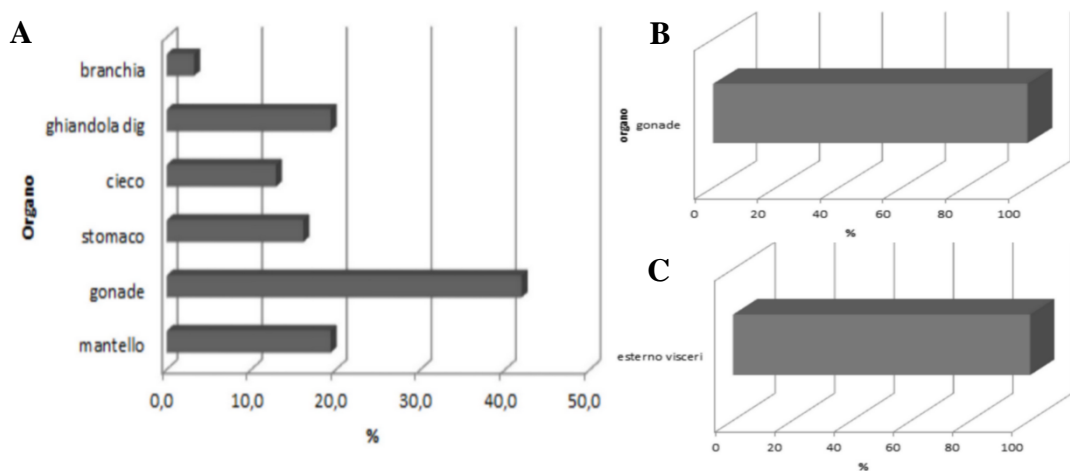 A
Organo
branchia
ghiandola dig
cieco
stomaco
gonade
mantello
0,0 10,0 20,0 30,0 40,0 50,0
%
B
organo
gonade
0 20 40 60 80 100
%
C
esterno visceri
0 20 40 60 80 100
%